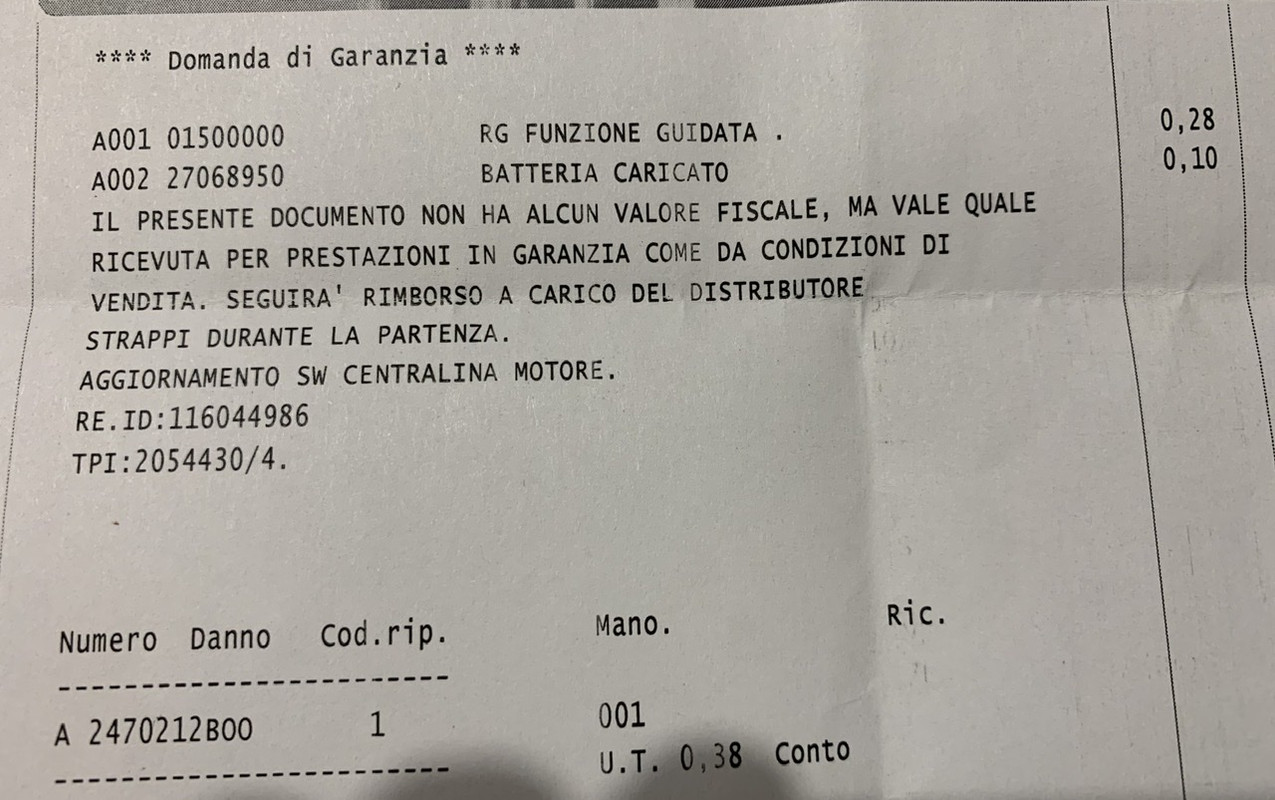 **** Domanda di Garanzia ****
A001 01500000 RG FUNZIONE GUIDATA . 0,28
A002 27068950 BATTERIA CARICATO 0,10
IL PRESENTE DOCUMENTO NON HA ALCUN VALORE FISCALE, MA VALE QUALE
RICEVUTA PER PRESTAZIONI IN GARANZIA COME DA CONDIZIONI DI
VENDITA. SEGUIRA' RIMBORSO A CARICO DEL DISTRIBUTORE
STRAPPI DURANTE LA PARTENZA.
AGGIORNAMENTO SW CENTRALINA MOTORE.
RE.ID:116044986
TPI:2054430/4.
Numero Danno Cod.rip. Mano. Ric.
------------------------
A 2470212B00 1 001
------------------------ U.T. 0,38 Conto